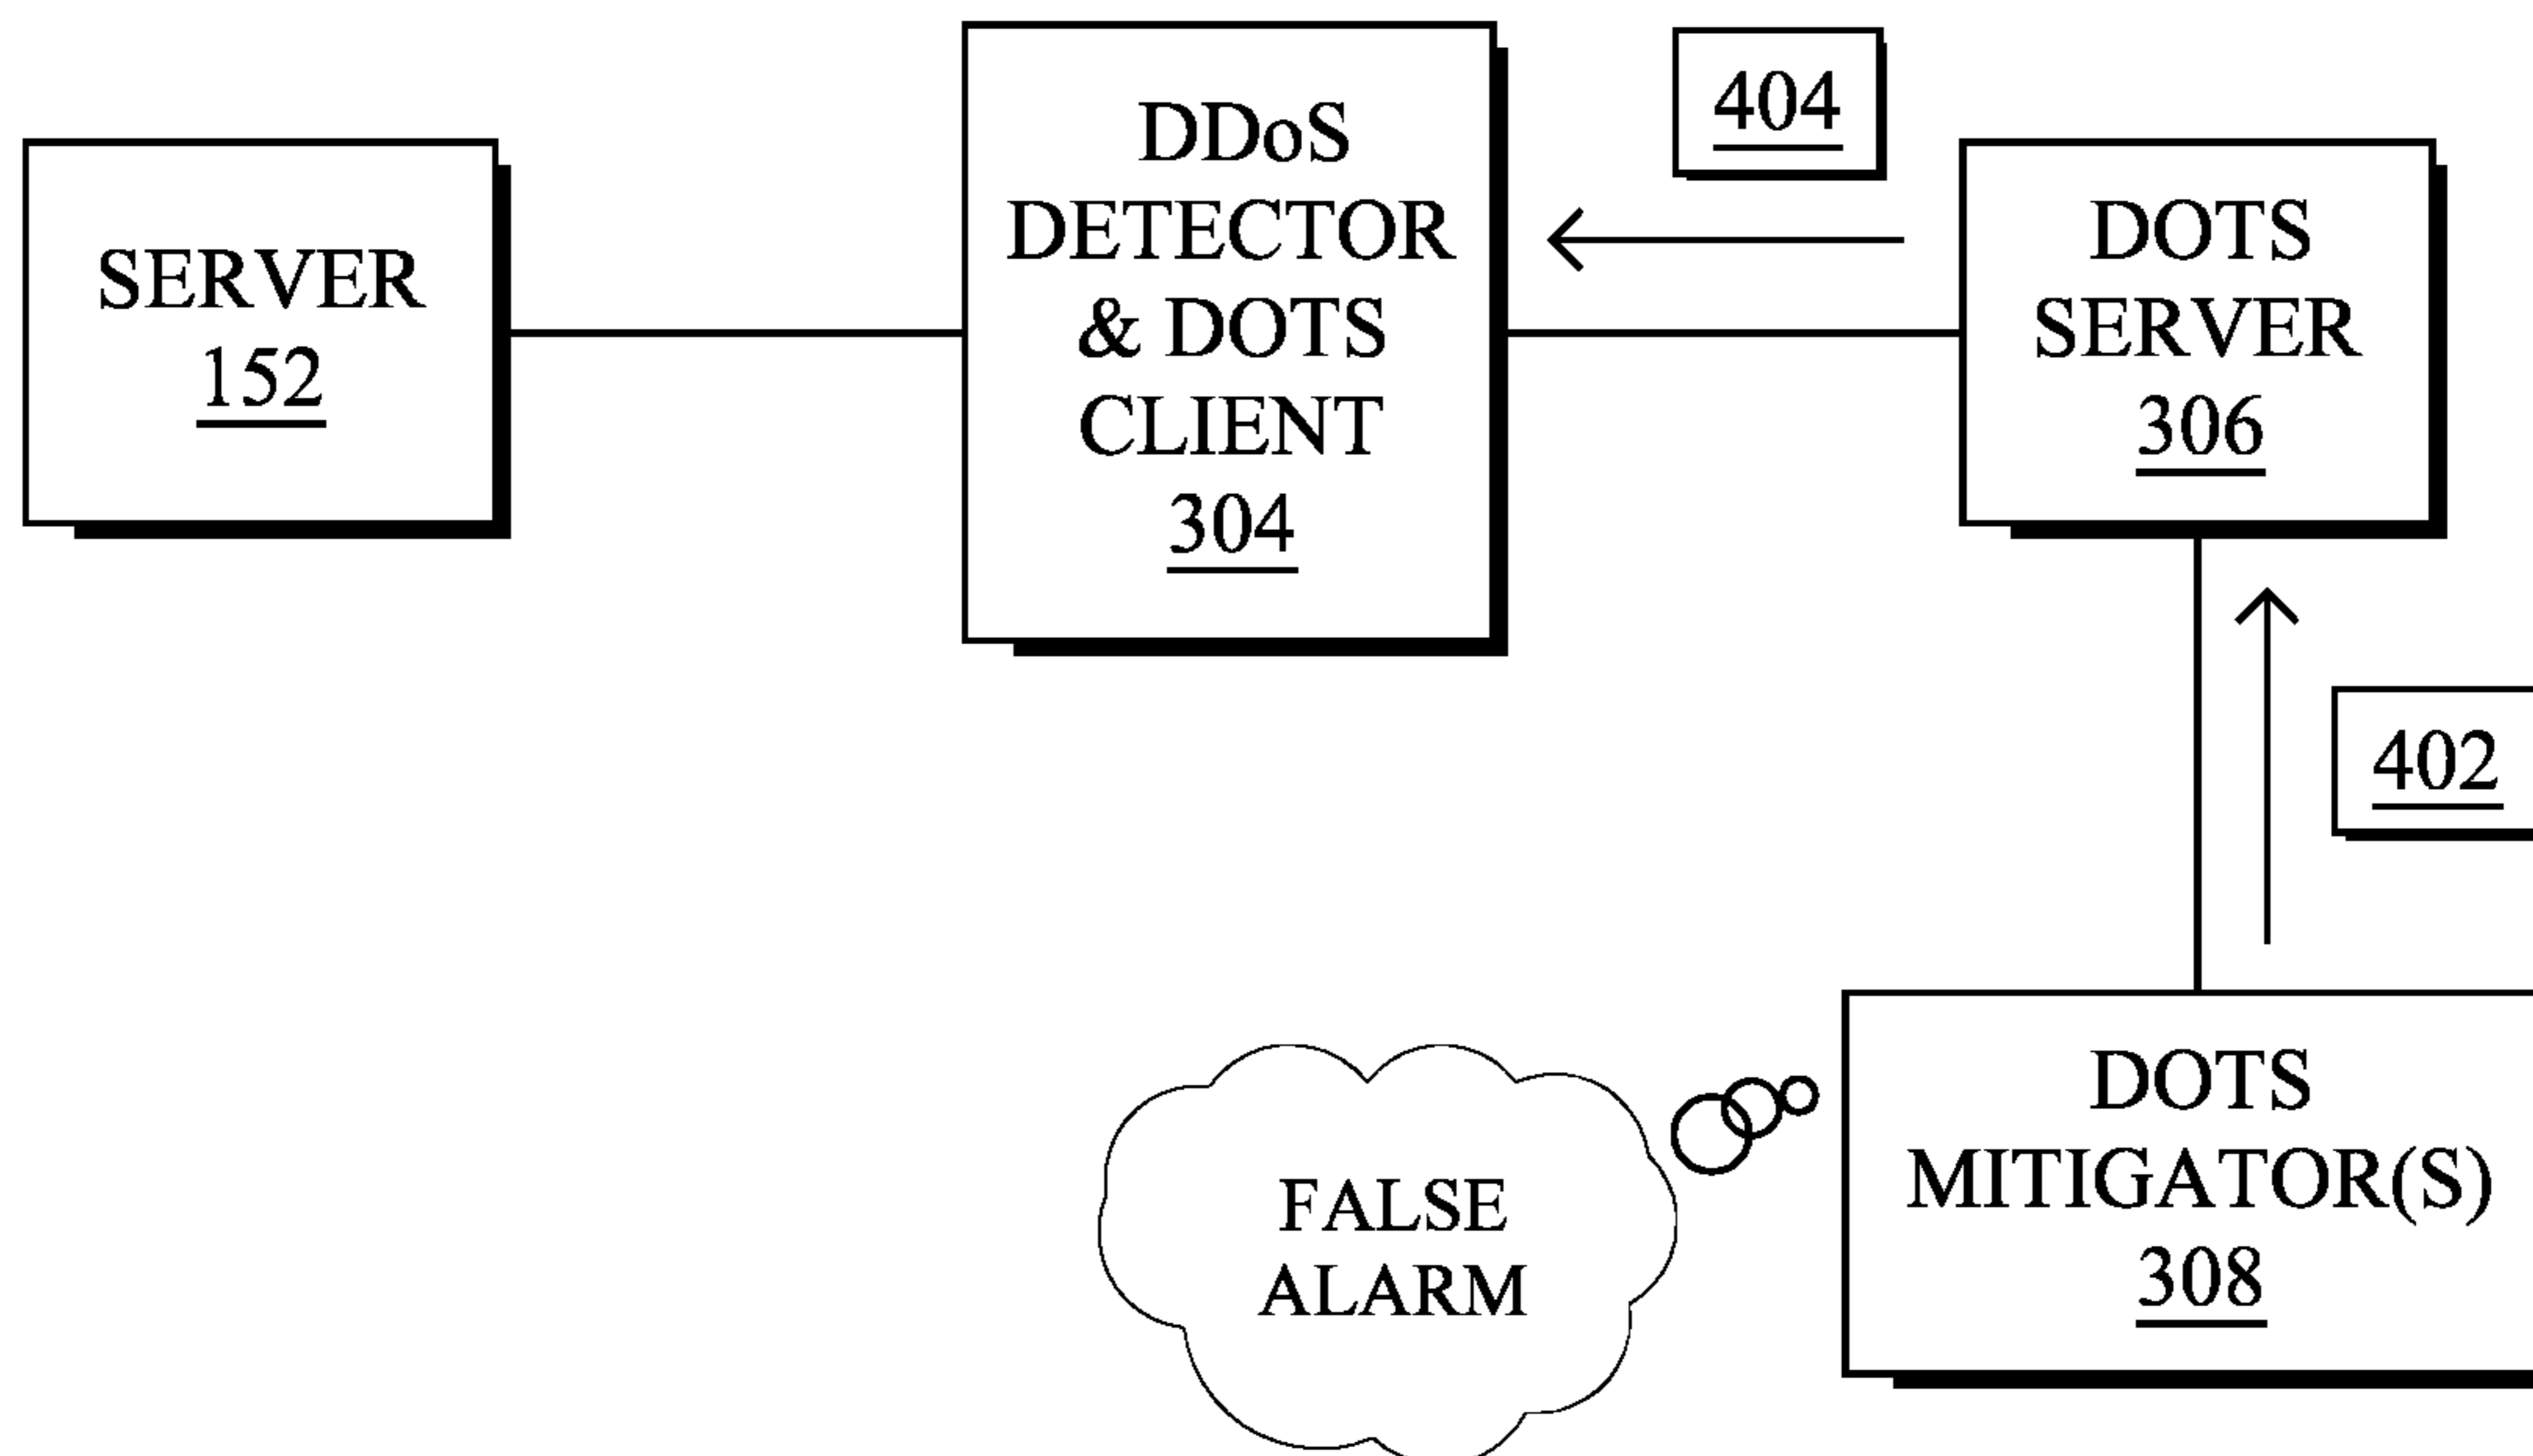 SERVER
152
DDoS
DETECTOR
& DOTS
CLIENT
304
404
DOTS
SERVER
306
402
FALSE
ALARM
DOTS
MITIGATOR(S)
308